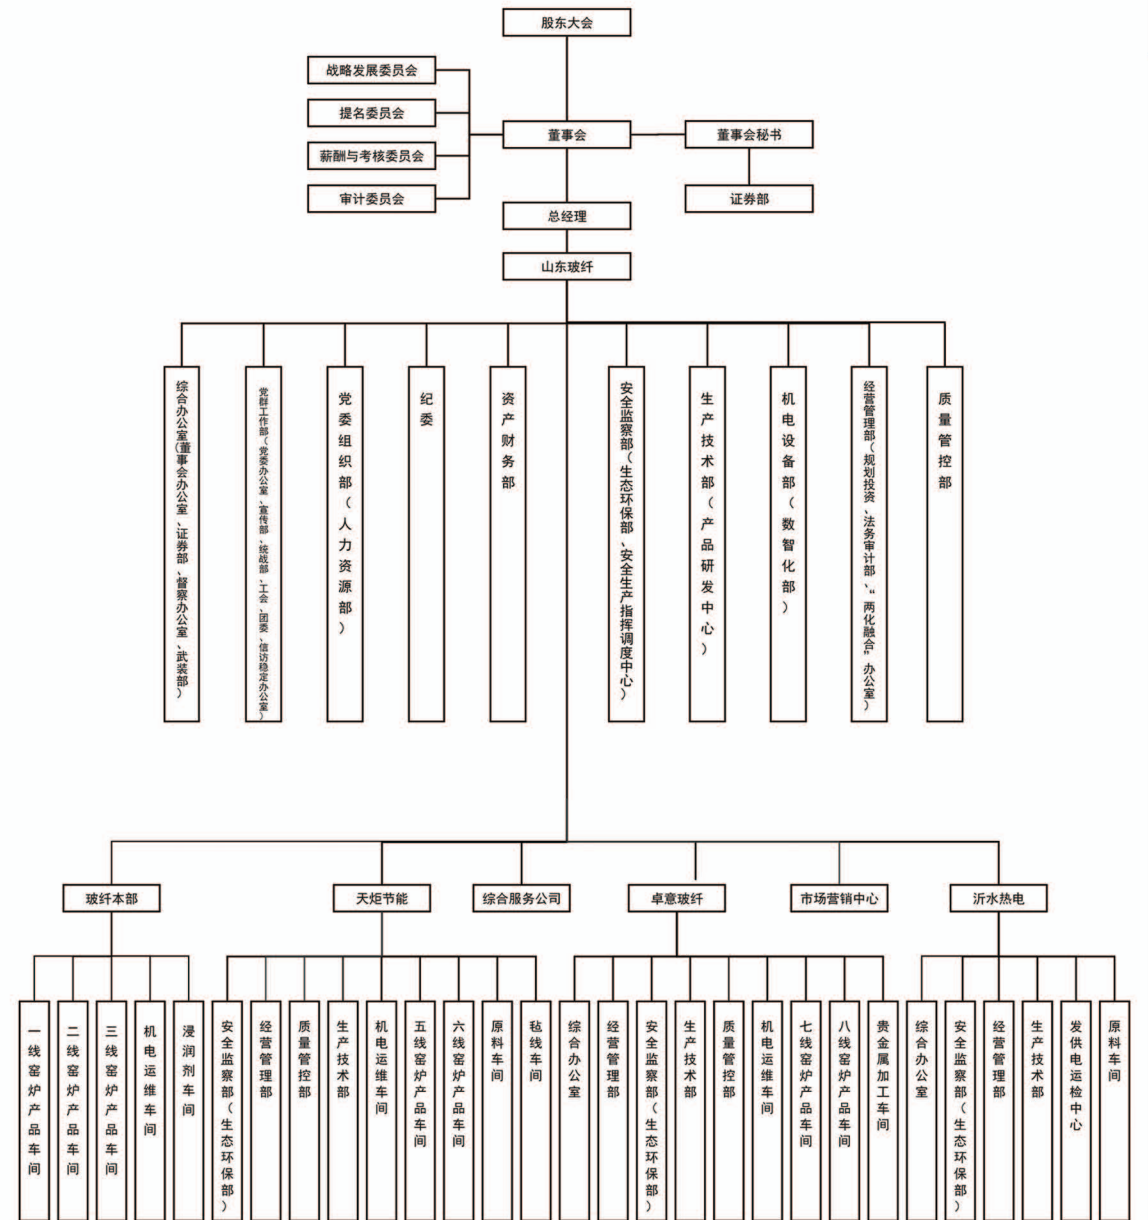 股东大会
战略发展委员会
提名委员会
董事会
董事会秘书
薪酬与考核委员会
审计委员会
证券部
总经理
山东玻纤
综合办公室(董事会办公室、证券部、督察办公室、武装部)
党群工作部(党委办公室、宣传部、统战部、工会、团委、信访稳定办公室)
党委组织部(人力资源部)
纪委
资产财务部
安全监察部(生态环保部、安全生产指挥调度中心)
生产技术部(产品研发中心)
机电设备部(数智化部)
经营管理部(规划投资、法务审计部、“两化融合”办公室)
质量管控部
玻纤本部
天炬节能
综合服务公司
卓意玻纤
市场营销中心
沂水热电
一线窑炉产品车间
二线窑炉产品车间
三线窑炉产品车间
机电运维车间
浸润剂车间
安全监察部(生态环保部)
经营管理部
质量管控部
生产技术部
机电运维车间
五线窑炉产品车间
六线窑炉产品车间
原料车间
毡线车间
综合办公室
经营管理部
安全监察部(生态环保部)
生产技术部
质量管控部
机电运维车间
七线窑炉产品车间
八线窑炉产品车间
贵金属加工车间
综合办公室
安全监察部(生态环保部)
经营管理部
生产技术部
发供电运检中心
原料车间